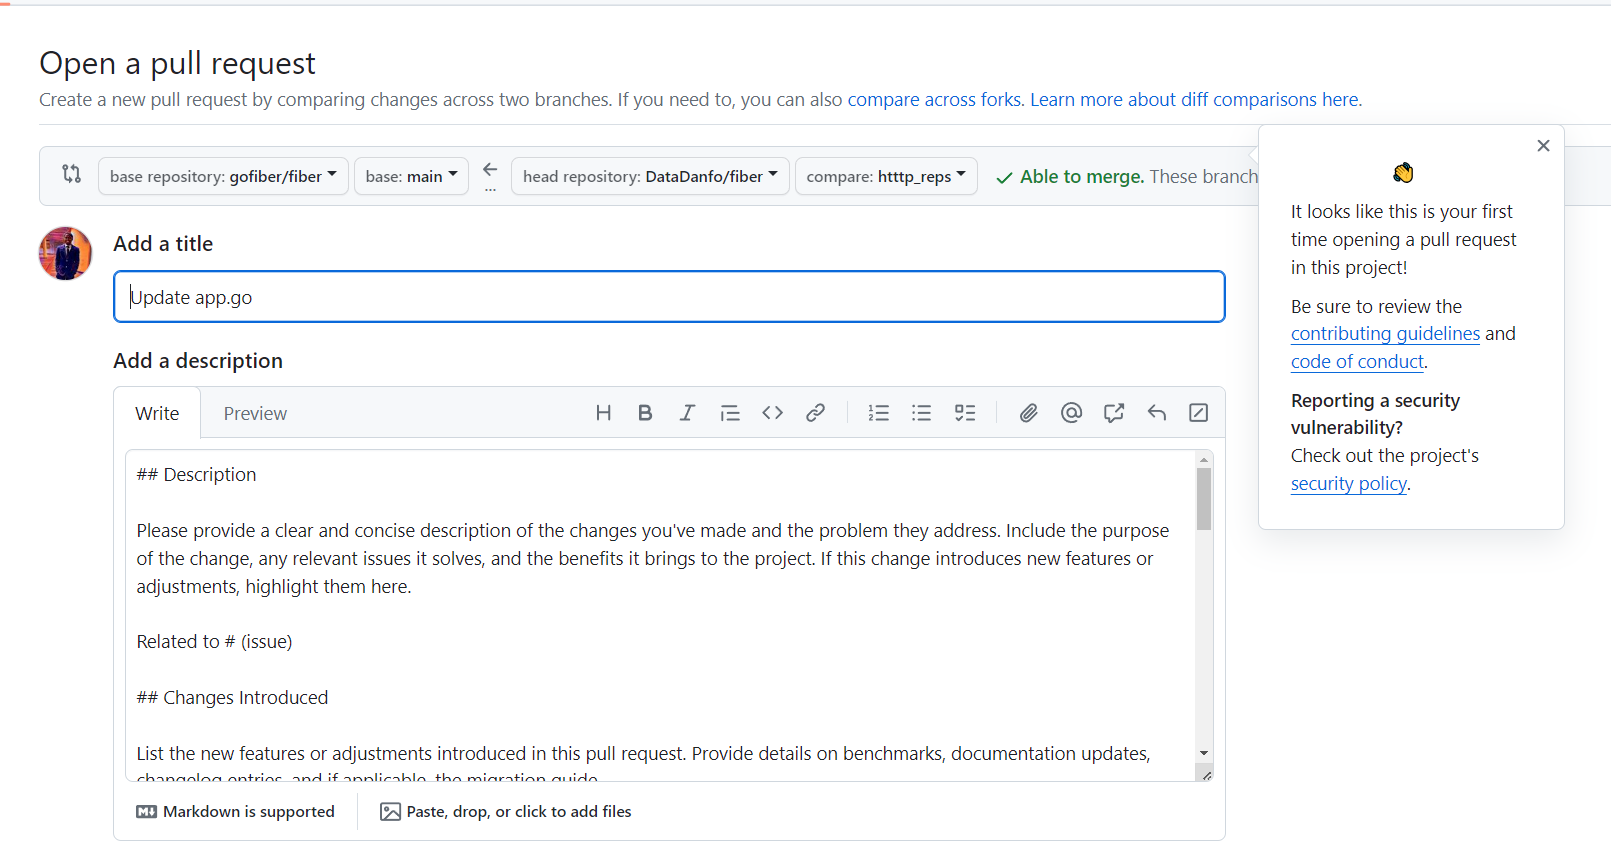 Open a pull request
Create a new pull request by comparing changes across two branches. If you need to, you can also compare across forks. Learn more about diff comparisons here.
base repository: gofiber/fiber
base: main
...
head repository: DataDanfo/fiber
compare: htttp_reps
Able to merge. These branch
It looks like this is your first
time opening a pull request
in this project!
Be sure to review the
contributing guidelines and
code of conduct.
Reporting a security
vulnerability?
Check out the project's
security policy.
Add a title
Update app.go
Add a description
Write
Preview
## Description
Please provide a clear and concise description of the changes you've made and the problem they address. Include the purpose
of the change, any relevant issues it solves, and the benefits it brings to the project. If this change introduces new features or
adjustments, highlight them here.
Related to # (issue)
## Changes Introduced
List the new features or adjustments introduced in this pull request. Provide details on benchmarks, documentation updates,
changelog entries, and if applicable, the migration guide.
Markdown is supported
Paste, drop, or click to add files